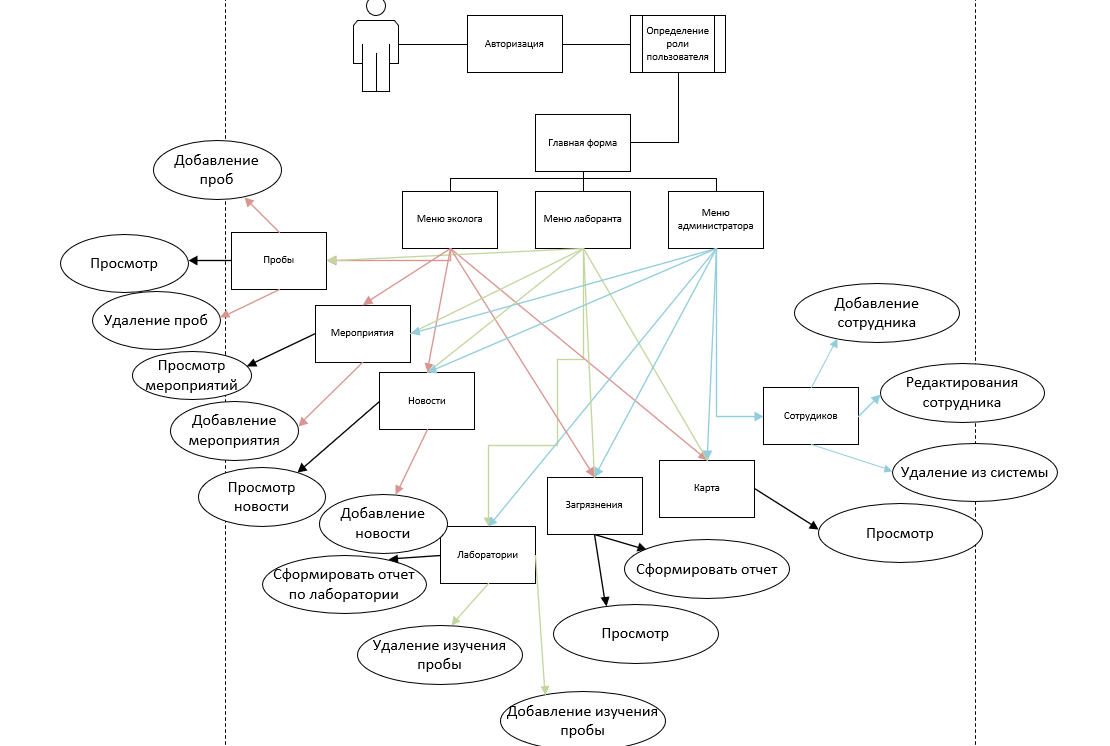 Авторизация
Определение
роли
пользователя
Главная форма
Меню эколога
Меню лаборанта
Меню
администратора
Добавление
проб
Пробы
Просмотр
Удаление проб
Мероприятия
Просмотр
мероприятий
Добавление
мероприятия
Новости
Просмотр
новости
Добавление
новости
Добавление
сотрудника
Редактирования
сотрудника
Сотрудиков
Удаление из системы
Карта
Просмотр
Загрязнения
Сформировать отчет
Просмотр
Лаборатории
Сформировать отчет
по лаборатории
Удаление изучения
пробы
Добавление изучения
пробы